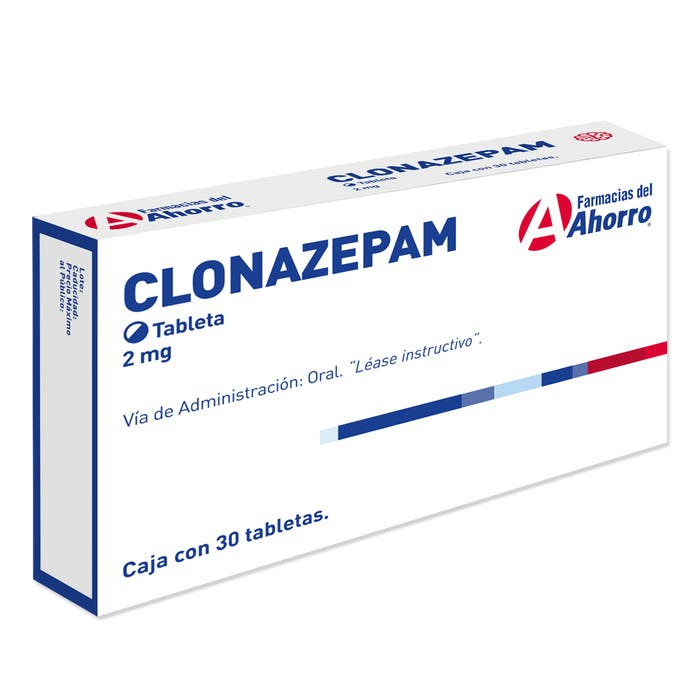 CLONAZEPAM
Tableta
2 mg
Caja con 30 tabletas.
Farmacias del
Ahorro
Lote:
Caducidad:
Precio Máximo
al Público:
Farmacias del
Ahorro®
CLONAZEPAM
Tableta
2 mg
Vía de Administración: Oral. "Léase instructivo".
Caja con 30 tabletas.